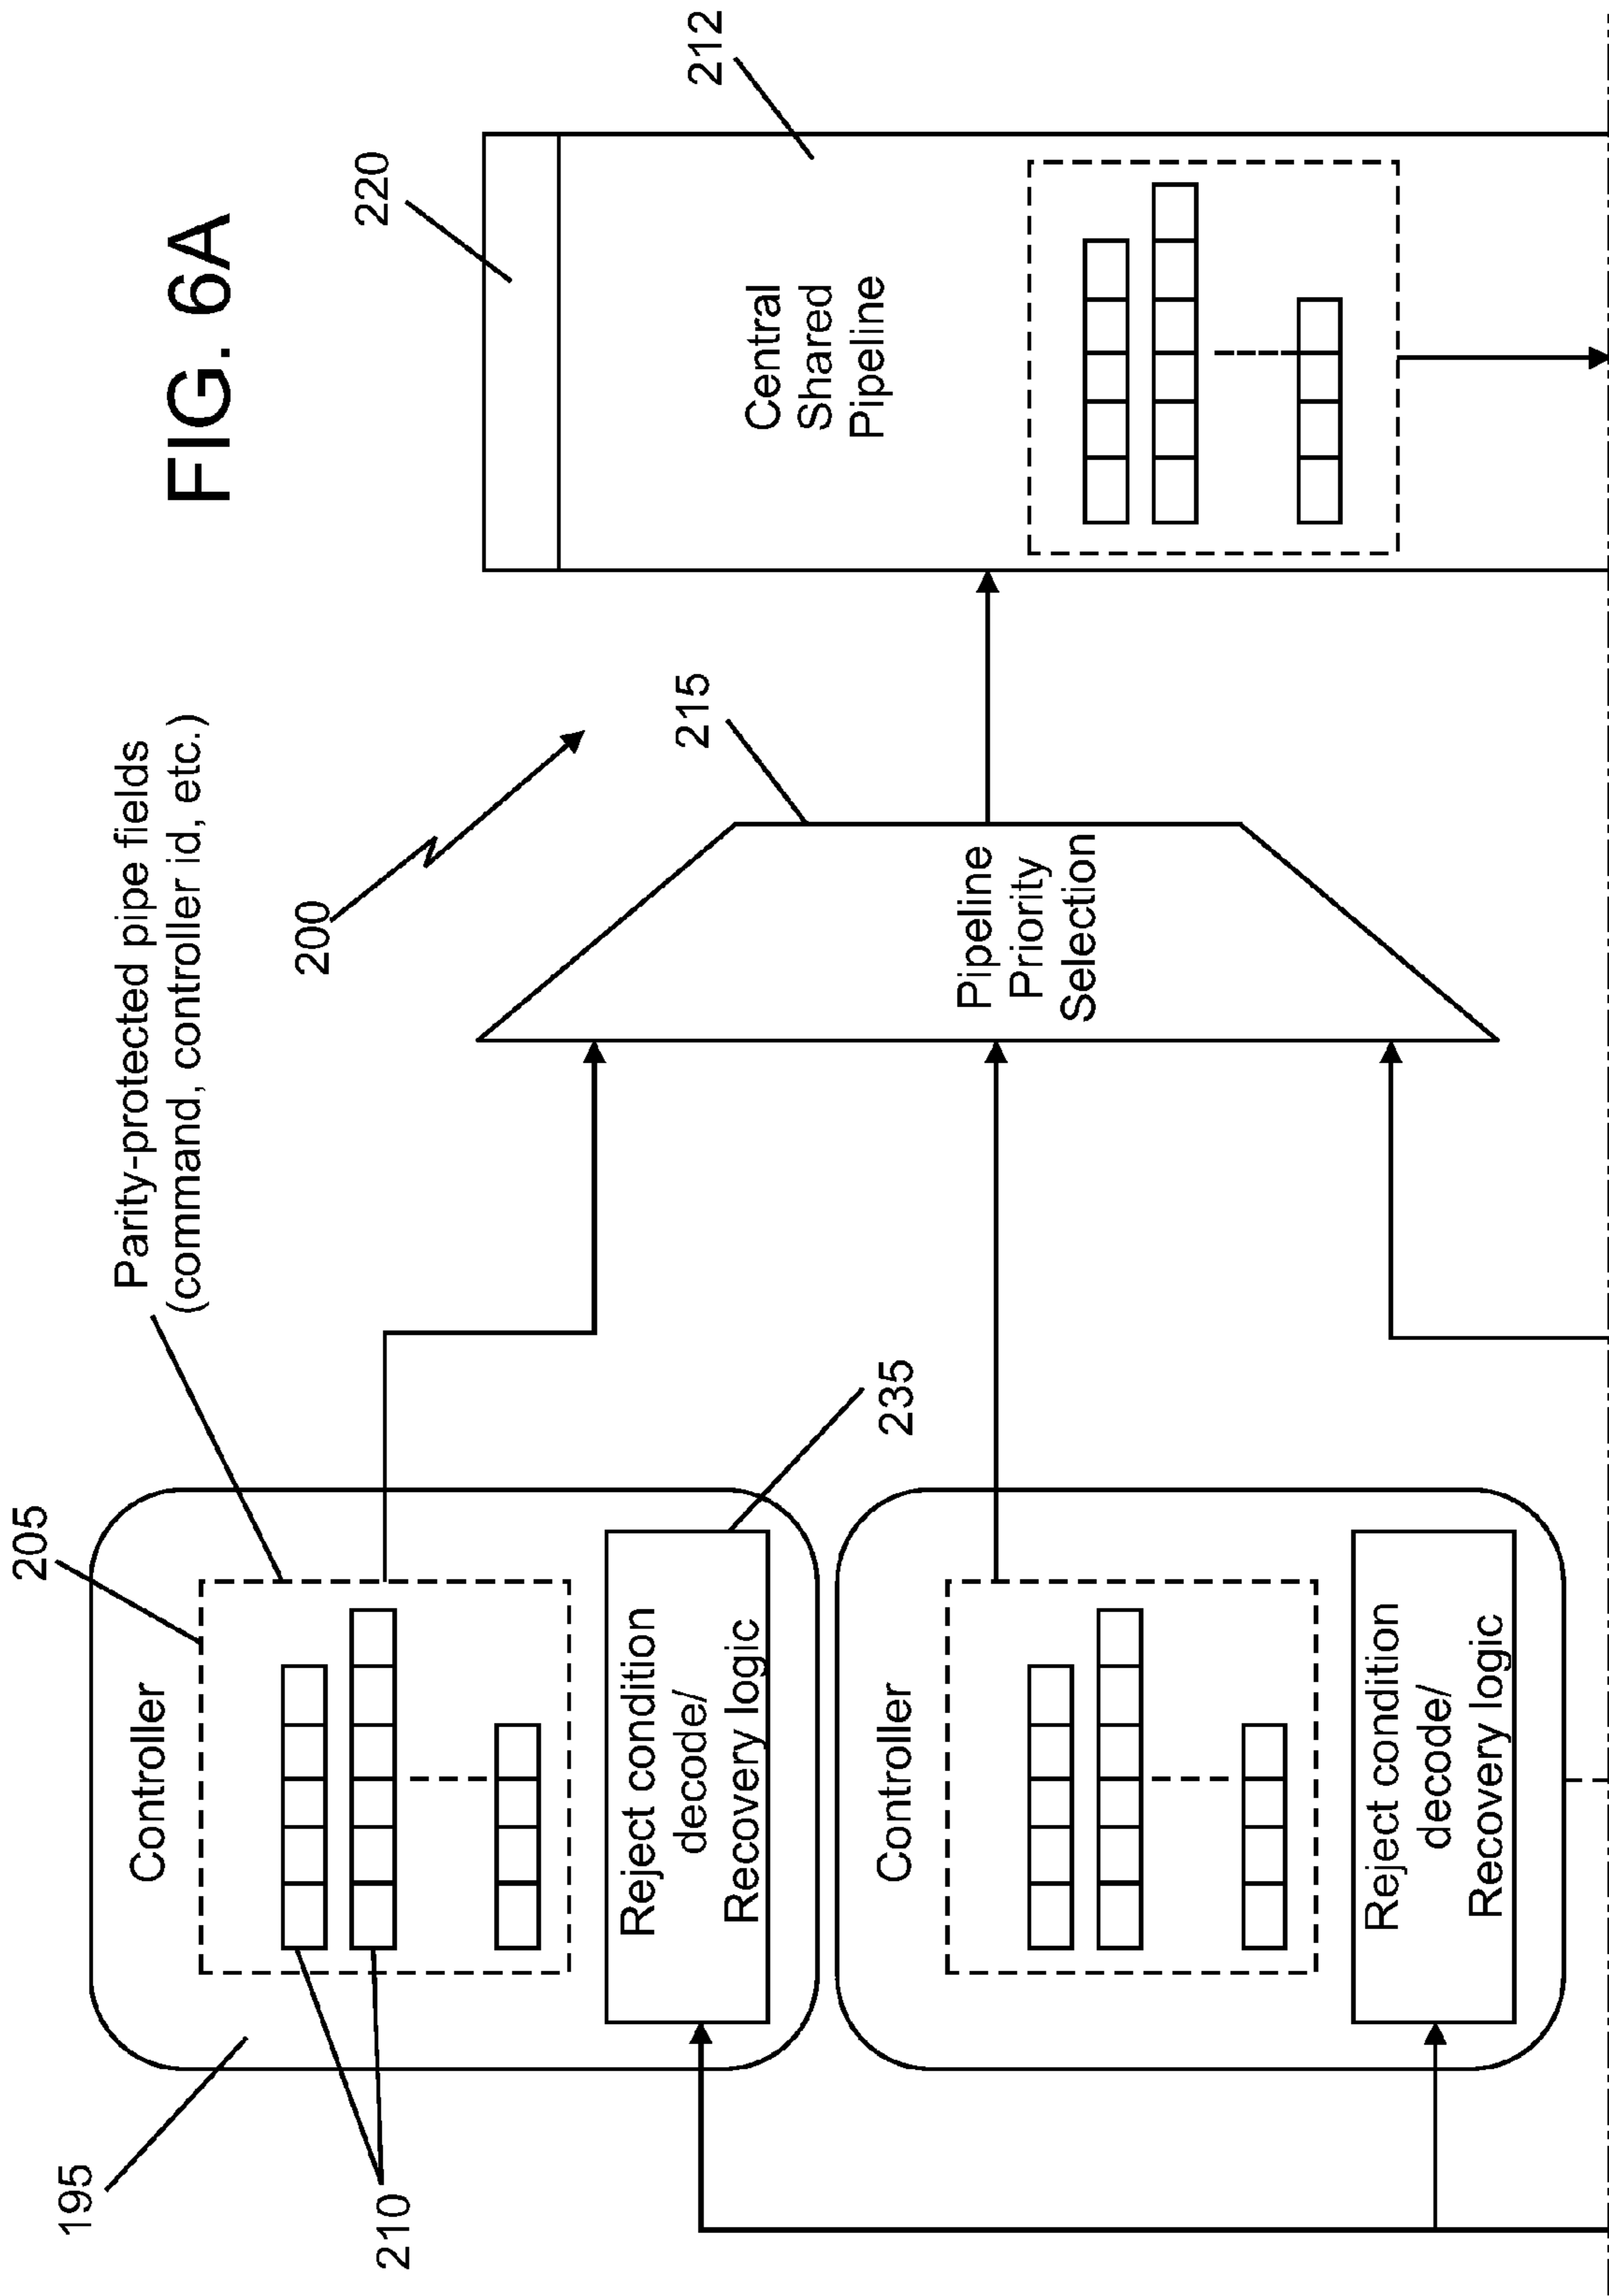 FIG. 6A
205
Parity-protected pipe fields
(command, controller id, etc.)
195
Controller
210
Reject condition
decode/
Recovery logic
235
200
215
Pipeline
Priority
Selection
220
212
Central
Shared
Pipeline
Controller
Reject condition
decode/
Recovery logic